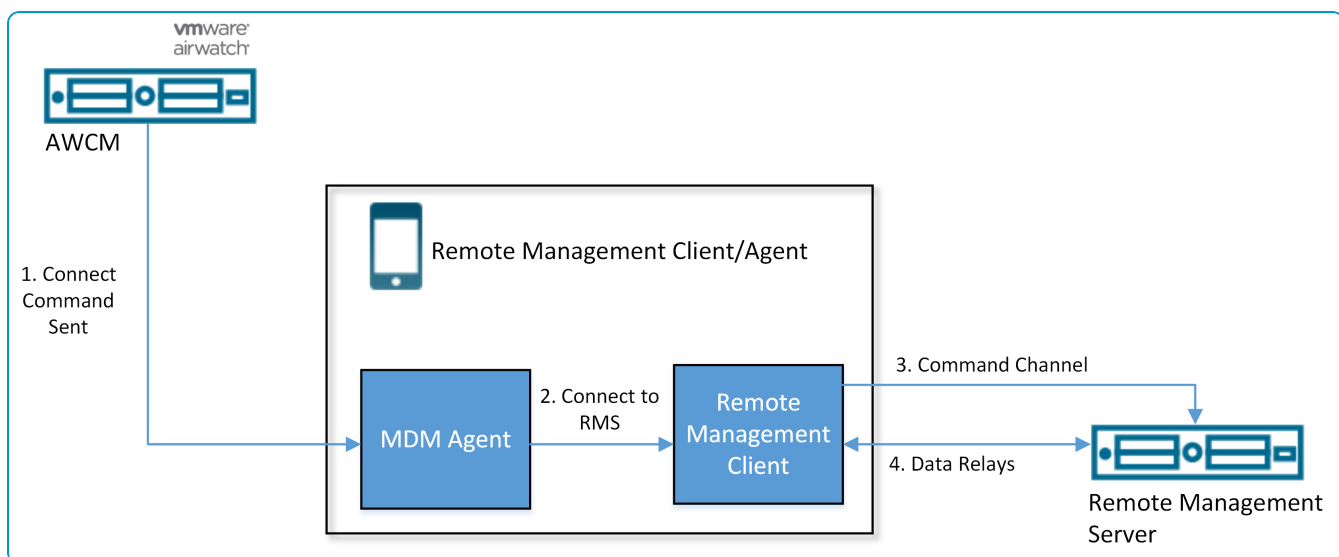 vmware
airwatch
AWCM
1. Connect
Command
Sent
Remote Management Client/Agent
MDM Agent
2. Connect to
RMS
Remote
Management
Client
3. Command Channel
4. Data Relays
Remote Management
Server